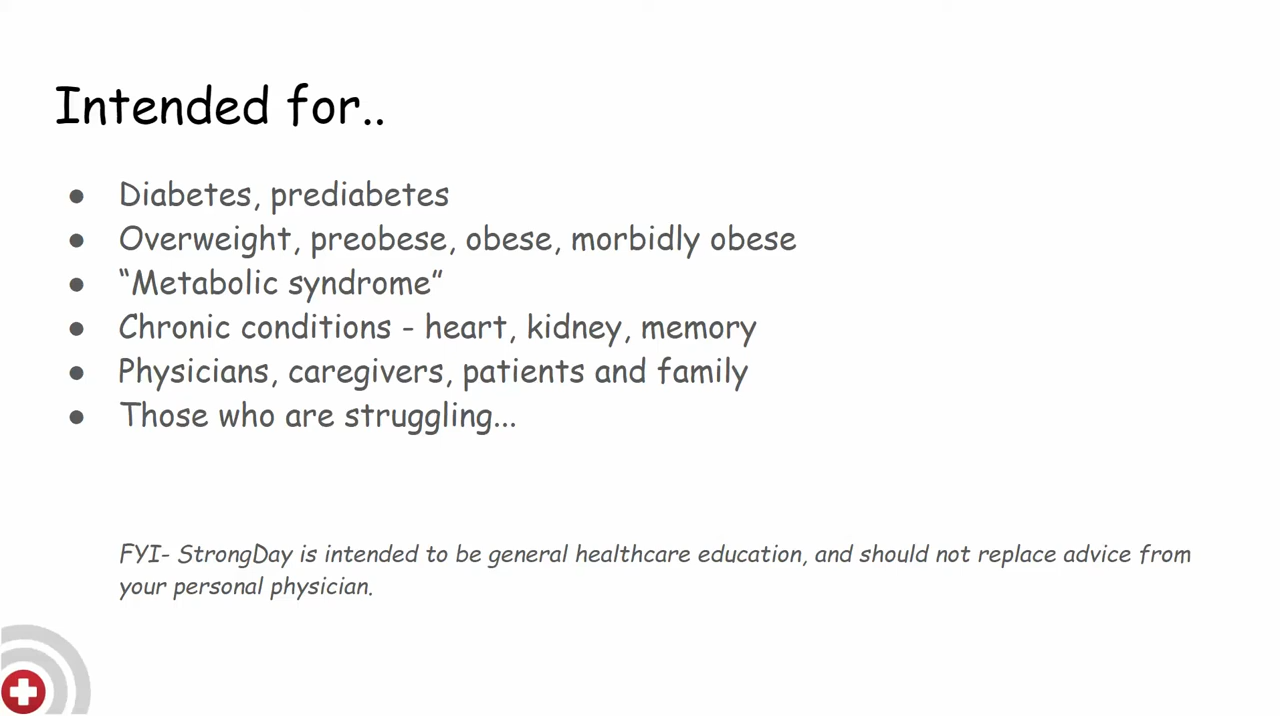 Intended for..
● Diabetes, prediabetes
● Overweight, preobese, obese, morbidly obese
● “Metabolic syndrome”
● Chronic conditions - heart, kidney, memory
● Physicians, caregivers, patients and family
● Those who are struggling...
FYI- StrongDay is intended to be general healthcare education, and should not replace advice from
your personal physician.